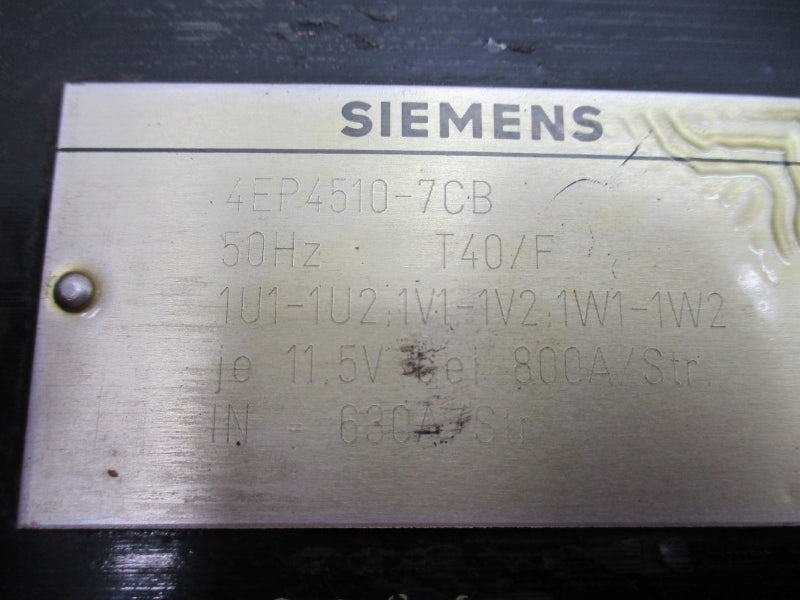 SIEMENS
4EP4510-7CB
50Hz T40/F
1U1-1U2,1V1-1V2,1W1-1W2
je 11,5V bei 800A/Str.
IN = 630A/Str